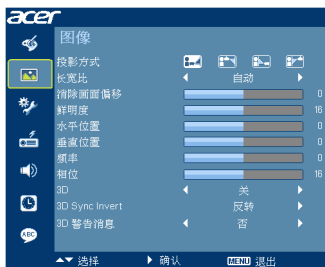 acer
图像
投影方式
长宽比 自动
消除画面偏移 0
鲜明度 16
水平位置 0
垂直位置 0
频率 0
相位 16
3D 关
3D Sync Invert 反转
3D 警告消息 否
ABC
选择 确认 MENU 退出